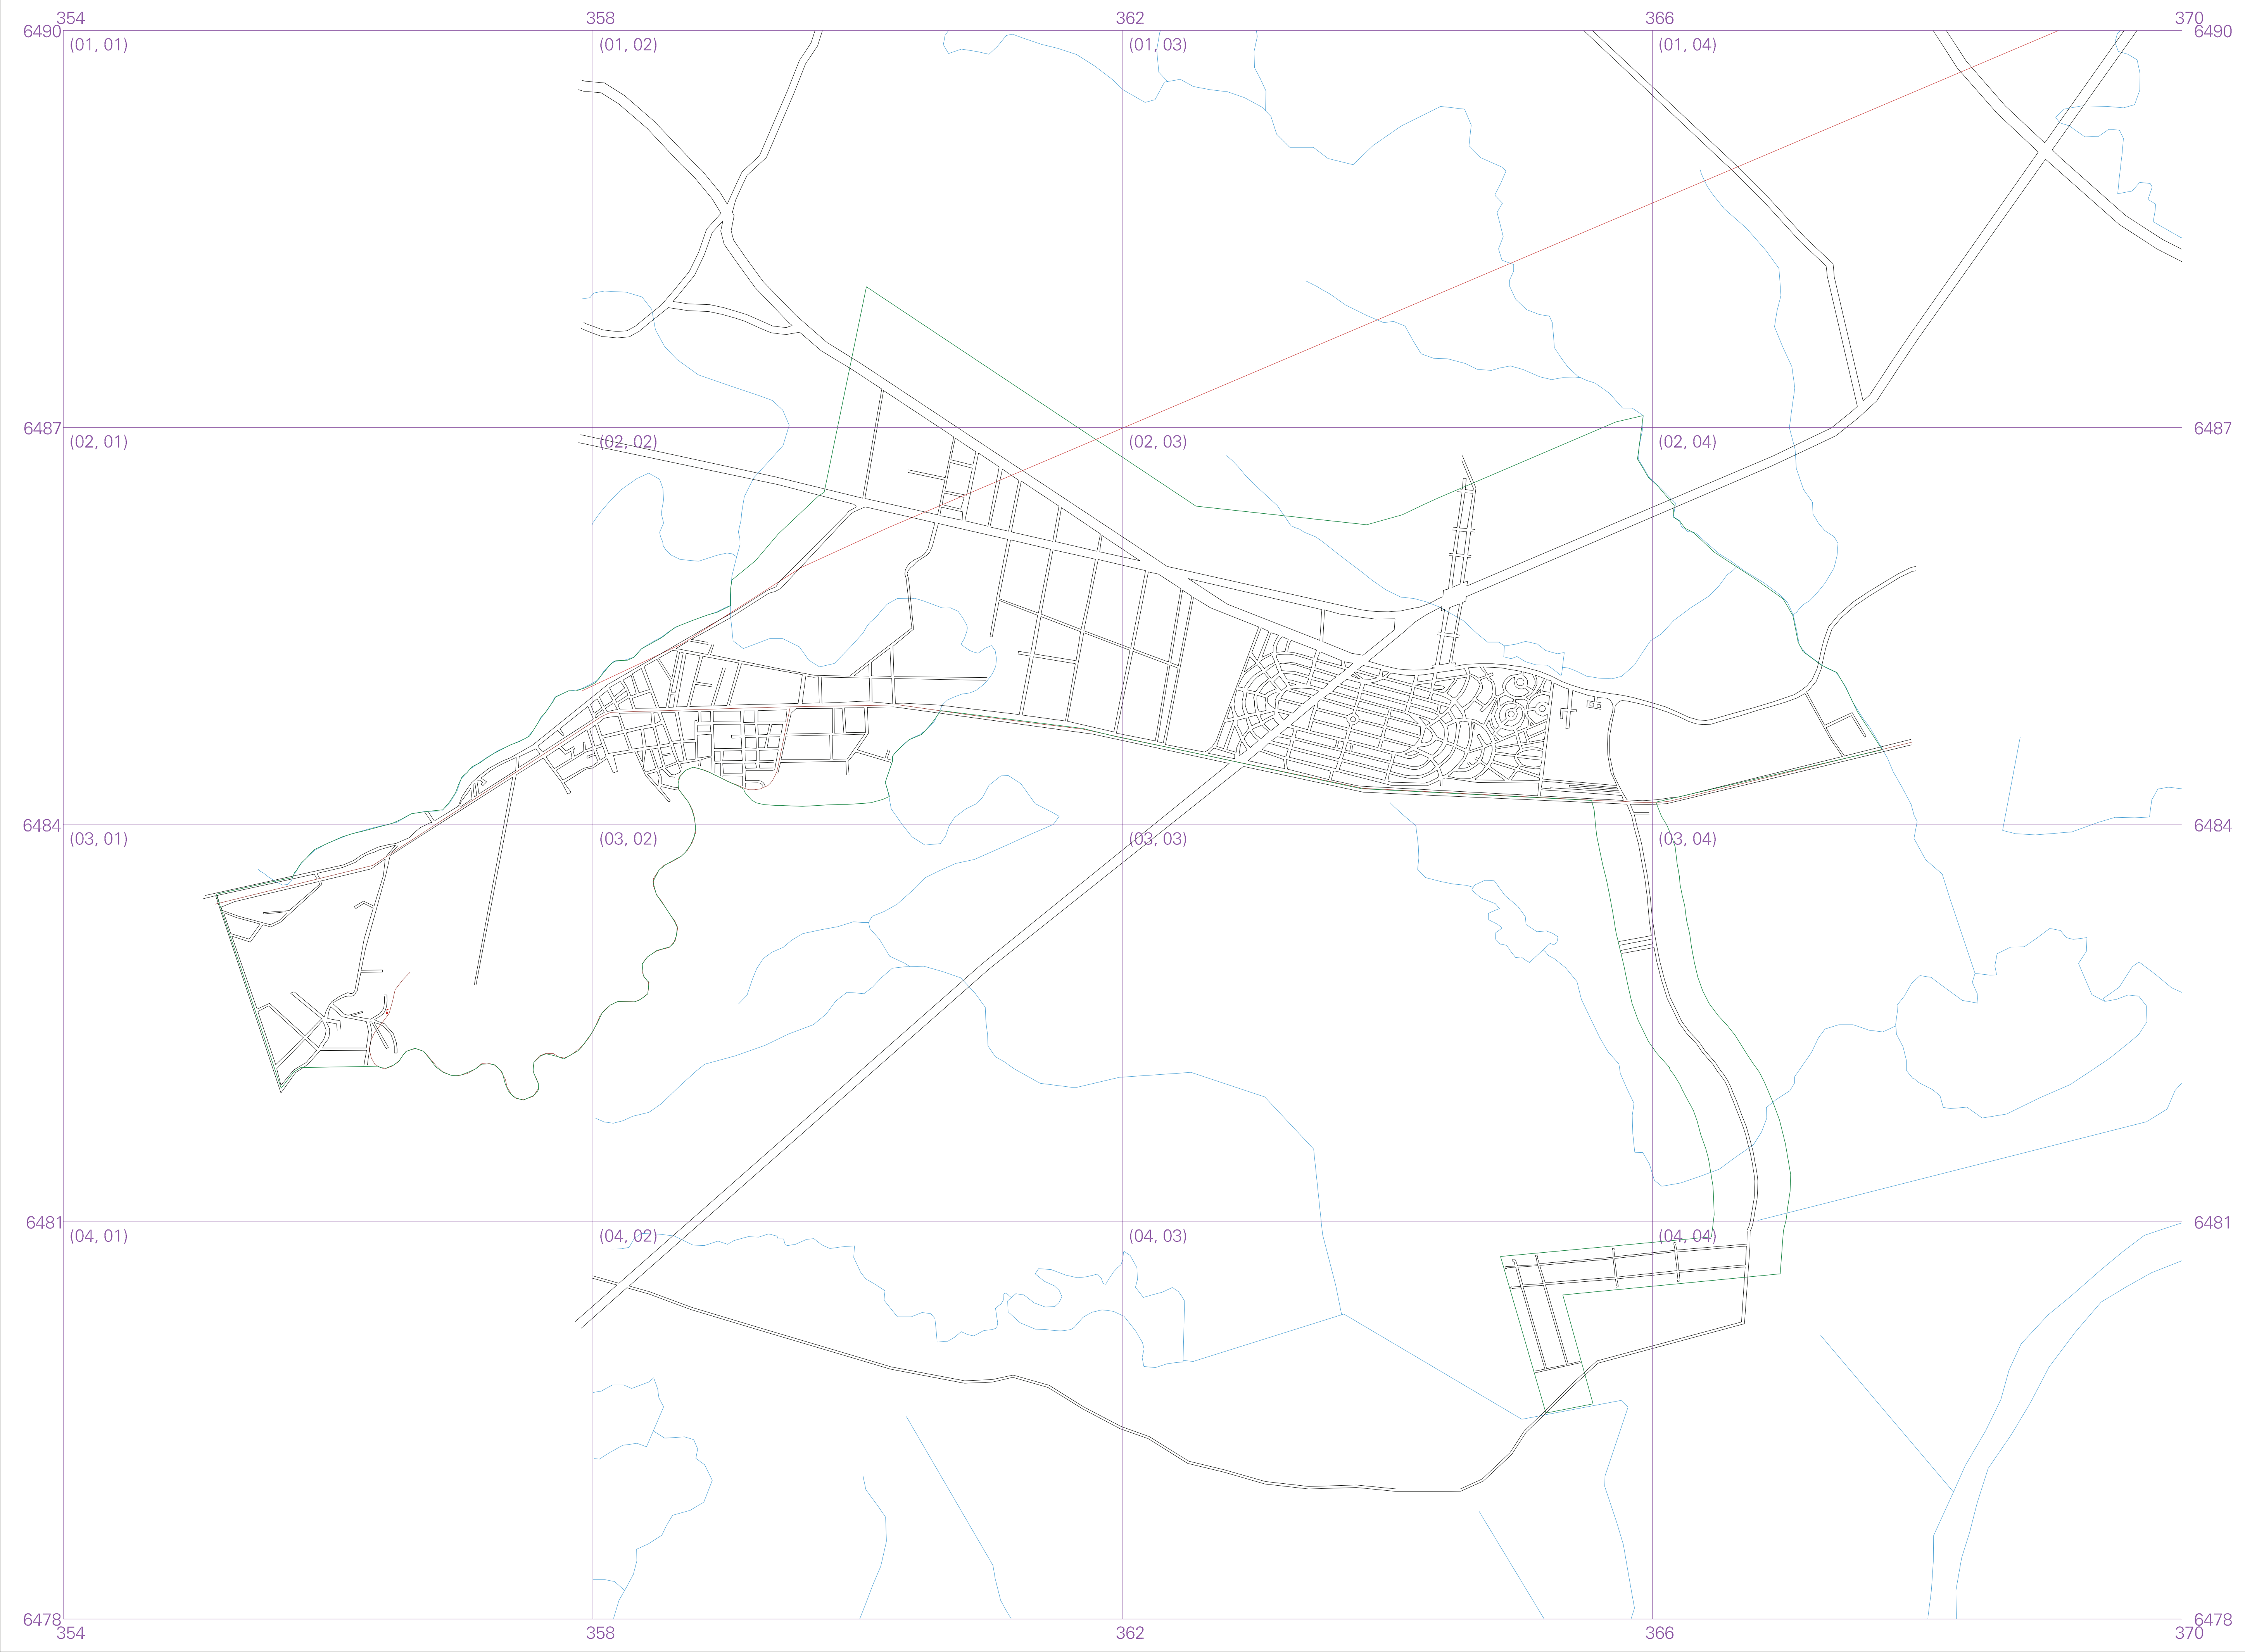 354 358 362 366 370
6490 (01, 01) (01, 02) (01, 03) (01, 04) 6490
6487 (02, 01) (02, 02) (02, 03) (02, 04) 6487
6484 (03, 01) (03, 02) (03, 03) (03, 04) 6484
6481 (04, 01) (04, 02) (04, 03) (04, 04) 6481
6478 6478
354 358 362 366 370